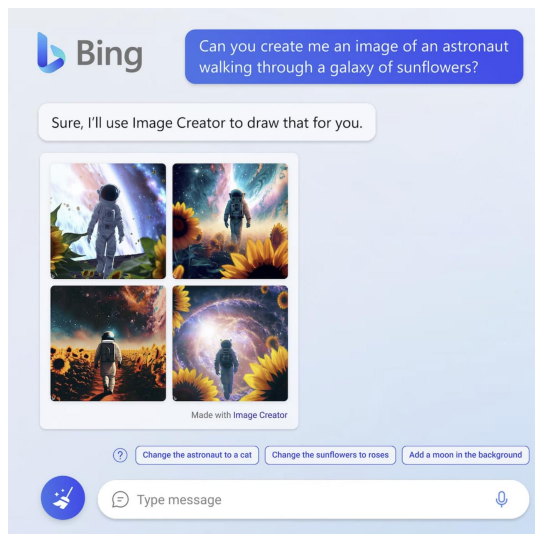 Bing
Can you create me an image of an astronaut
walking through a galaxy of sunflowers?
Sure, I'll use Image Creator to draw that for you.
Made with Image Creator
Change the astronaut to a cat
Change the sunflowers to roses
Add a moon in the background
Type message